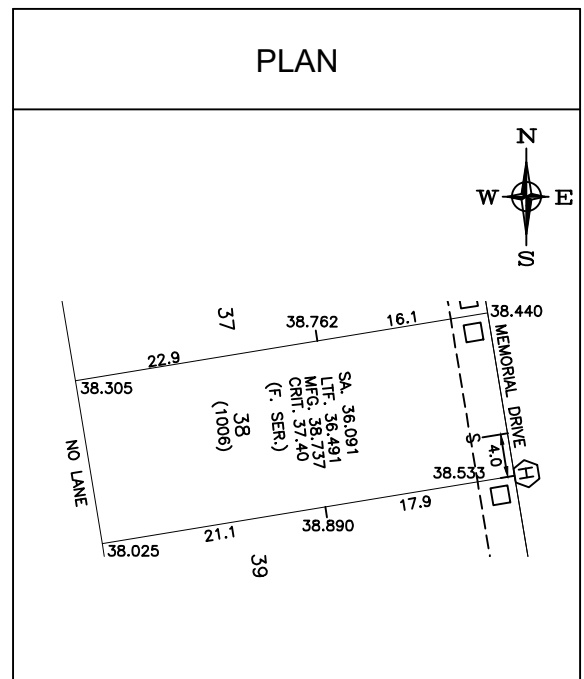 PLAN
N
W E
S
37
38.762
16.1
38.440
22.9
38.305
MEMORIAL DRIVE
SA. 36.091
LTF. 36.491
MFG. 38.737
CRIT. 37.40
(F. SER.)
38
(1006)
S
4.0
H
38.533
NO LANE
17.9
38.890
21.1
38.025
39